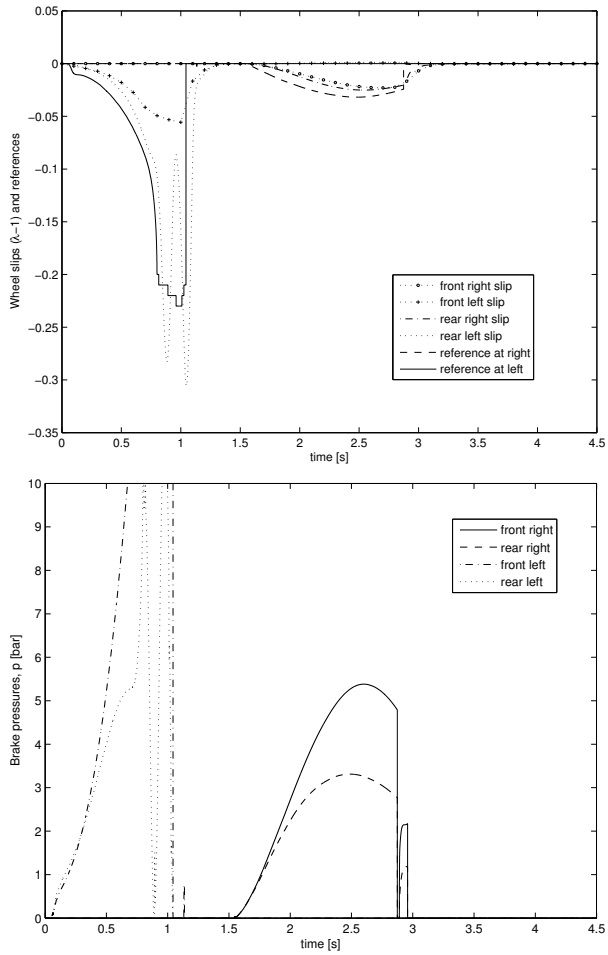 0.05
0
−0.05
−0.1
−0.15
−0.2
−0.25
−0.3
−0.35
Wheel slips (λ−1) and references
front right slip
front left slip
rear right slip
rear left slip
reference at right
reference at left
0 0.5 1 1.5 2 2.5 3 3.5 4 4.5
time [s]
10
9
8
7
6
5
4
3
2
1
0
Brake pressures, p [bar]
front right
rear right
front left
rear left
0 0.5 1 1.5 2 2.5 3 3.5 4 4.5
time [s]